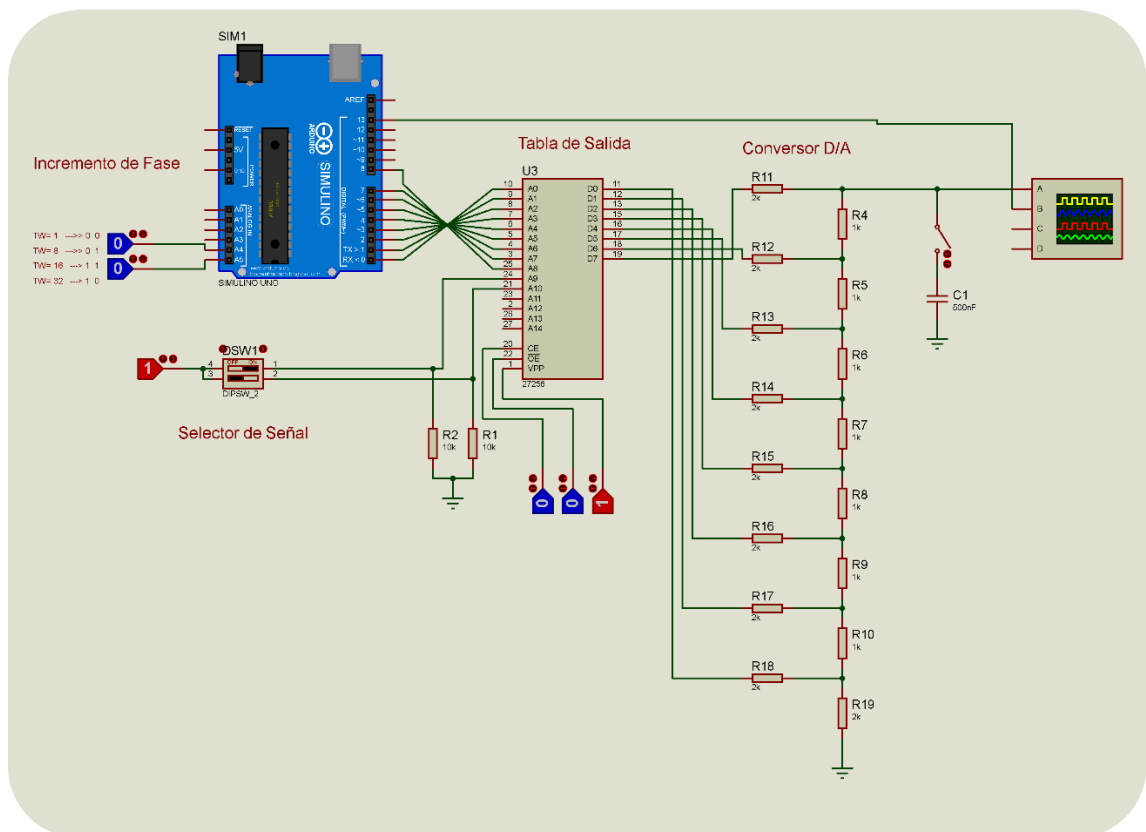 SIM1
AREF
13
12
~11
~10
~9
8
7
~6
~5
4
~3
2
TX > 1
RX < 0
RESET
5V
POWER
A0
A1
A2
A3
A4
A5
ANALOG IN
DIGITAL (PWM~)
ARDUINO
SIMULINO
SIMULINO UNO
Incremento de Fase
TW= 1 --->> 0 0
TW= 8 --->> 0 1
TW= 16 ---> 1 1
TW= 32 --->> 1 0
0
0
Tabla de Salida
U3
10 A0 D0 11
9 A1 D1 12
8 A2 D2 13
7 A3 D3 15
6 A4 D4 16
5 A5 D5 17
4 A6 D6 18
3 A7 D7 19
25 A8
24 A9
21 A10
23 A11
2 A12
26 A13
27 A14
20 CE
22 OE
1 VPP
27256
Conversor D/A
R11
2k
R4
1k
R12
2k
R5
1k
R13
2k
R6
1k
R14
2k
R7
1k
R15
2k
R8
1k
R16
2k
R9
1k
R17
2k
R10
1k
R18
2k
R19
2k
C1
500nF
A
B
C
D
1
DSW1
OFF ON
4 1
3 2
DIPSW_2
Selector de Señal
R2
10k
R1
10k
0
0
1